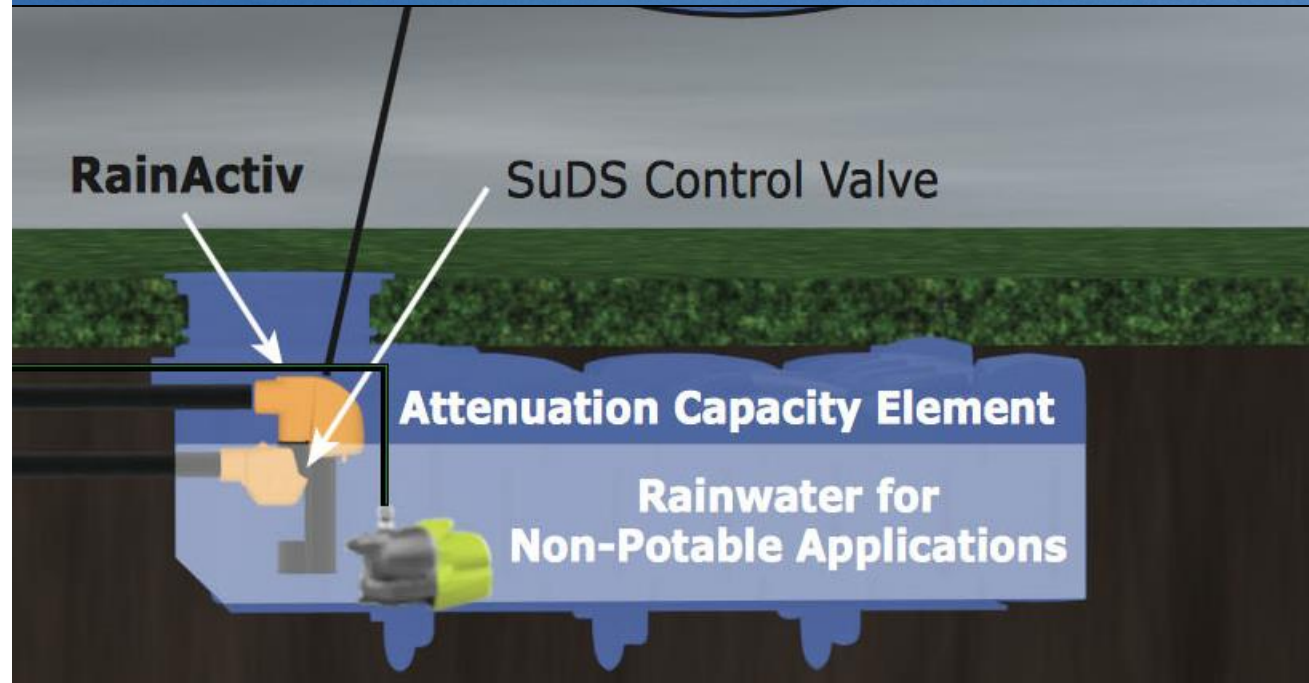 RainActiv
SuDS Control Valve
Attenuation Capacity Element
Rainwater for
Non-Potable Applications